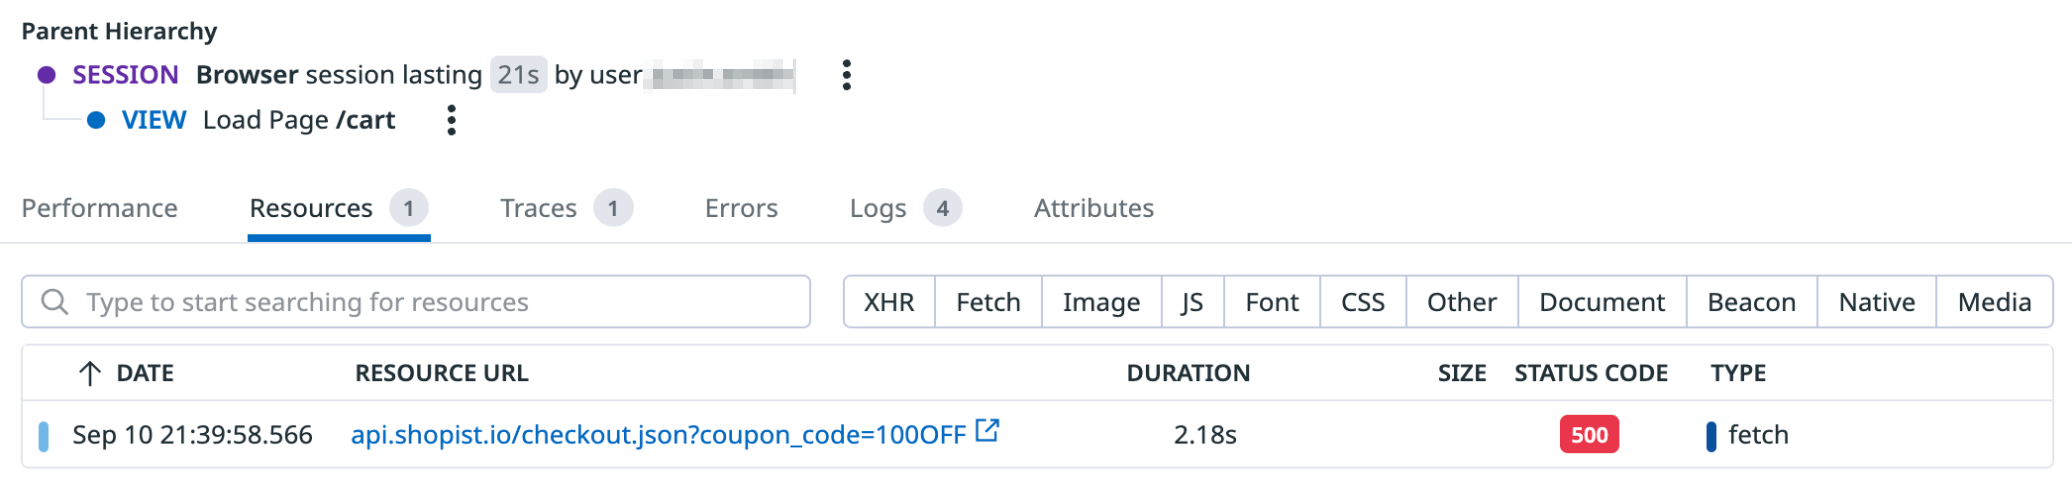 Parent Hierarchy
SESSION Browser session lasting 21s by user
VIEW Load Page /cart
Performance Resources 1 Traces 1 Errors Logs 4 Attributes
Type to start searching for resources XHR Fetch Image JS Font CSS Other Document Beacon Native Media
DATE RESOURCE URL DURATION SIZE STATUS CODE TYPE
Sep 10 21:39:58.566 api.shopist.io/checkout.json?coupon_code=100OFF 2.18s 500 fetch